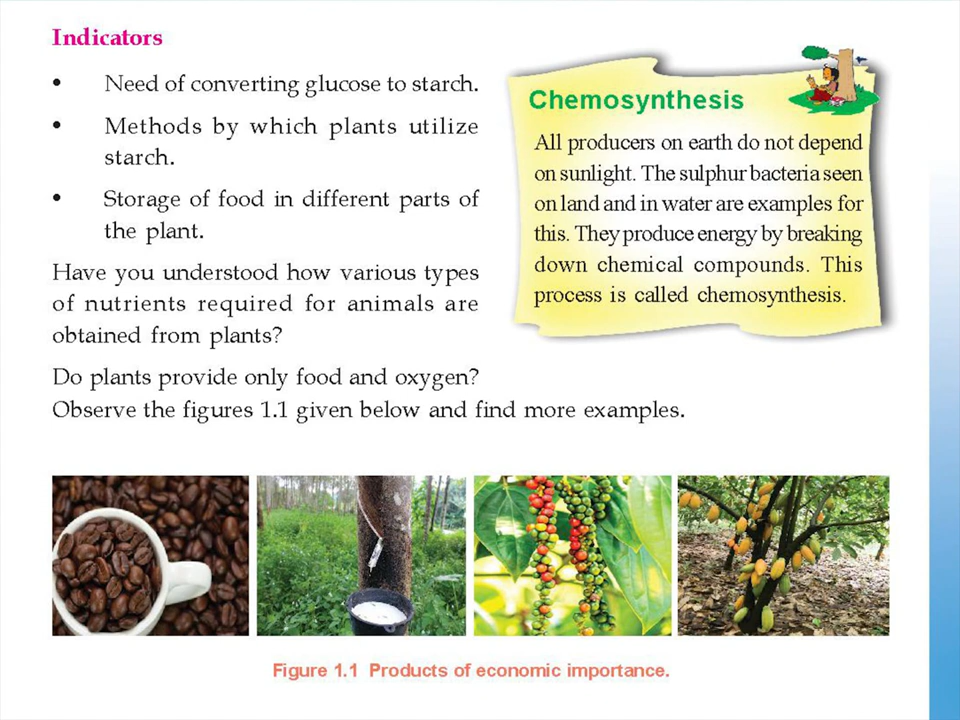 Indicators
• Need of converting glucose to starch.
• Methods by which plants utilize
starch.
• Storage of food in different parts of
the plant.
Have you understood how various types
of nutrients required for animals are
obtained from plants?
Do plants provide only food and oxygen?
Observe the figures 1.1 given below and find more examples.
Chemosynthesis
All producers on earth do not depend
on sunlight. The sulphur bacteria seen
on land and in water are examples for
this. They produce energy by breaking
down chemical compounds. This
process is called chemosynthesis.
Figure 1.1 Products of economic importance.